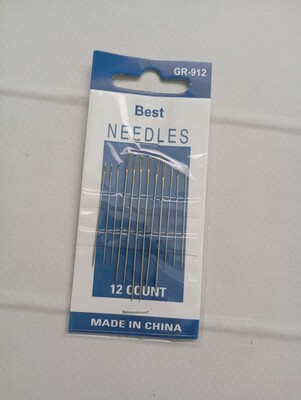 GR-912
Best
NEEDLES
12 COUNT
MADE IN CHINA